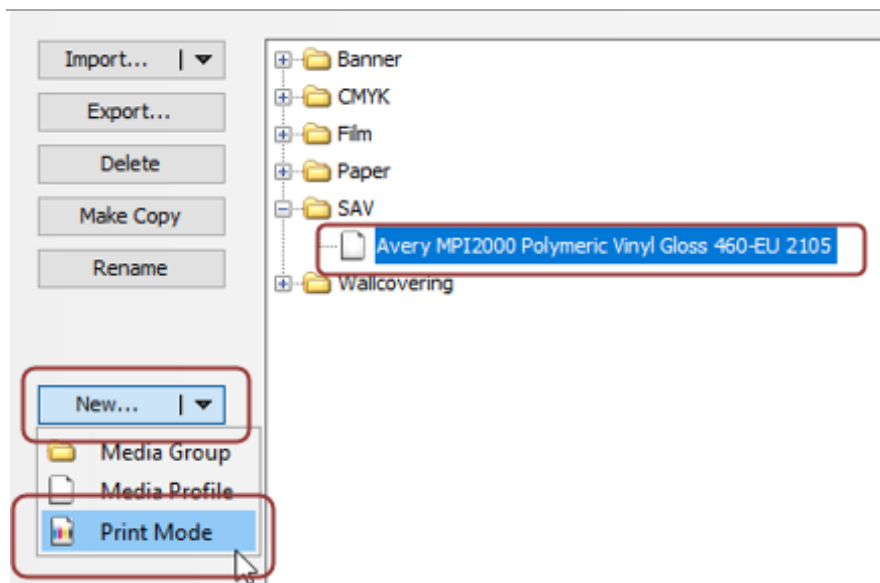 Import...
Export...
Delete
Make Copy
Rename
New...
Media Group
Media Profile
Print Mode
Banner
CMYK
Film
Paper
SAV
Avery MPI2000 Polymeric Vinyl Gloss 460-EU 2105
Wallcovering